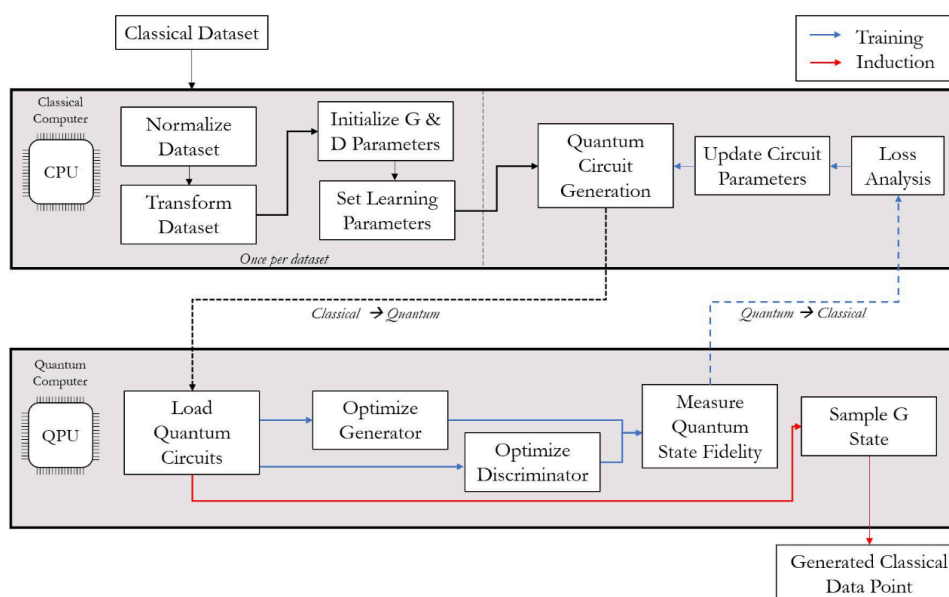 Classical Dataset
Training
Induction
Classical
Computer
CPU
Normalize
Dataset
Transform
Dataset
Initialize G &
D Parameters
Set Learning
Parameters
Once per dataset
Quantum
Circuit
Generation
Update Circuit
Parameters
Loss
Analysis
Classical → Quantum
Quantum → Classical
Quantum
Computer
QPU
Load
Quantum
Circuits
Optimize
Generator
Optimize
Discriminator
Measure
Quantum
State Fidelity
Sample G
State
Generated Classical
Data Point